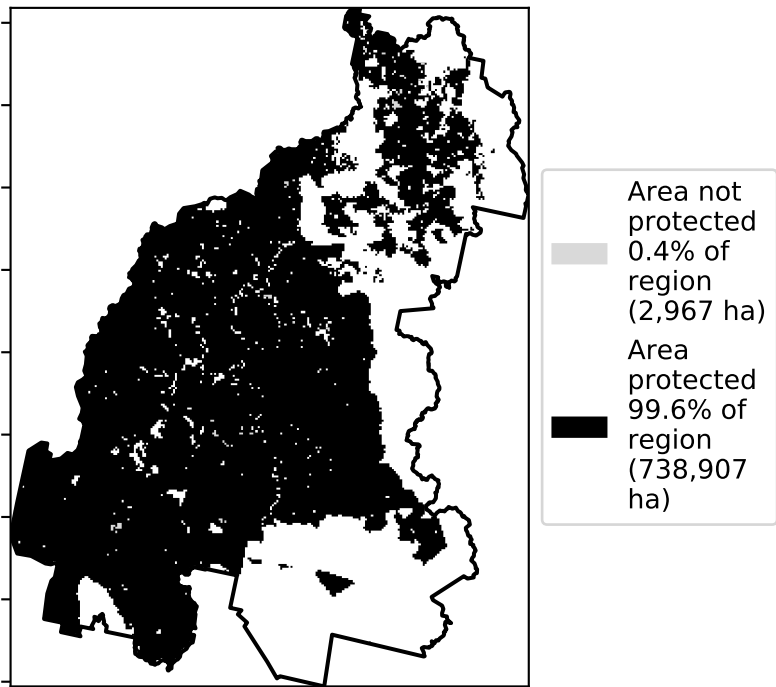 Area not
protected
0.4% of
region
(2,967 ha)
Area
protected
99.6% of
region
(738,907
ha)